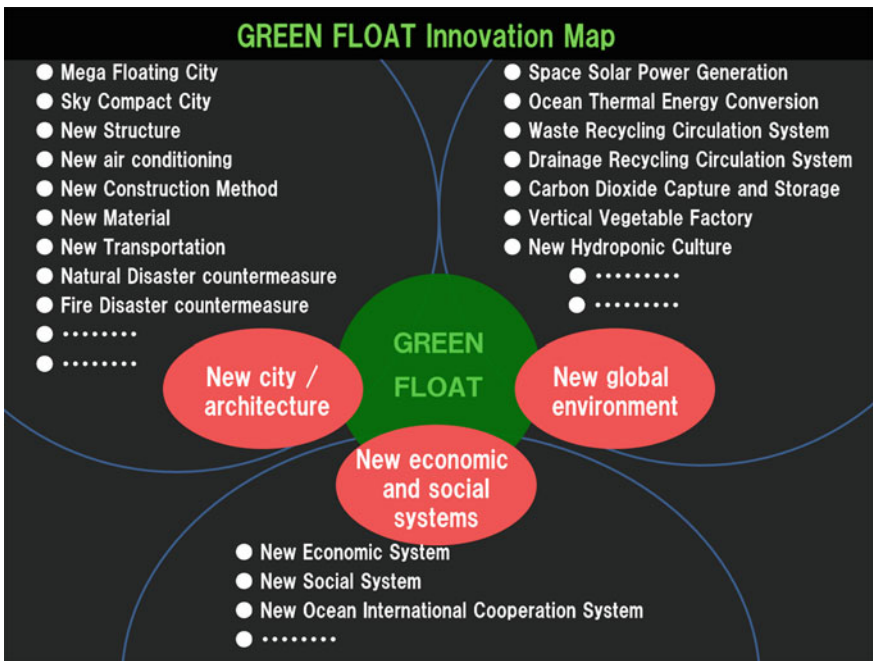 GREEN FLOAT Innovation Map
● Mega Floating City
● Sky Compact City
● New Structure
● New air conditioning
● New Construction Method
● New Material
● New Transportation
● Natural Disaster countermeasure
● Fire Disaster countermeasure
● ········
● ········
● Space Solar Power Generation
● Ocean Thermal Energy Conversion
● Waste Recycling Circulation System
● Drainage Recycling Circulation System
● Carbon Dioxide Capture and Storage
● Vertical Vegetable Factory
● New Hydroponic Culture
● ·········
● ·········
GREEN
FLOAT
New city /
architecture
New global
environment
New economic
and social
systems
● New Economic System
● New Social System
● New Ocean International Cooperation System
● ········